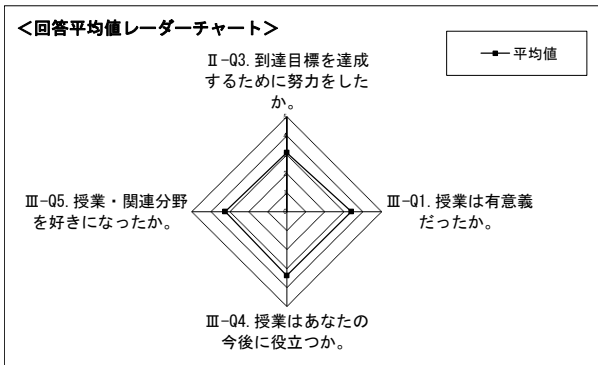 ＜回答平均値レーダーチャート＞
平均値
Ⅱ-Q3. 到達目標を達成
するために努力をした
か。
5
4
2
0
Ⅲ-Q5. 授業・関連分野
を好きになったか。
Ⅲ-Q1. 授業は有意義
だったか。
Ⅲ-Q4. 授業はあなたの
今後に役立つか。